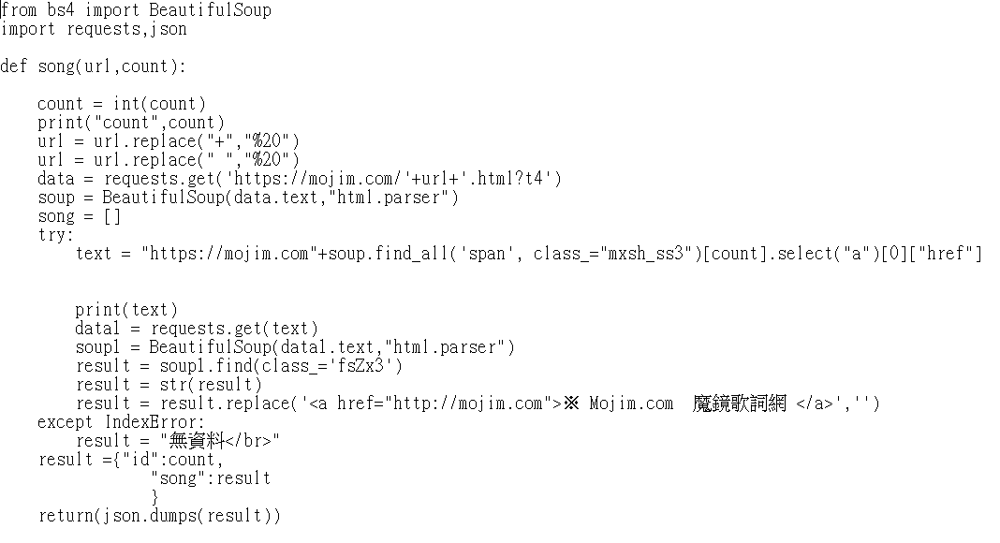 from bs4 import BeautifulSoup
import requests,json
def song(url,count):
count = int(count)
print("count",count)
url = url.replace("+","%20")
url = url.replace(" ","%20")
data = requests.get('https://mojim.com/'+url+'.html?t4')
soup = BeautifulSoup(data.text,"html.parser")
song = []
try:
text = "https://mojim.com"+soup.find_all('span', class_="mxsh_ss3")[count].select("a")[0]["href"]
print(text)
data1 = requests.get(text)
soup1 = BeautifulSoup(data1.text,"html.parser")
result = soup1.find(class_='fsZx3')
result = str(result)
result = result.replace('<a href="http://mojim.com">※ Mojim.com  魔鏡歌詞網 </a>','')
except IndexError:
result = "無資料</br>"
result ={"id":count,
"song":result
}
return(json.dumps(result))